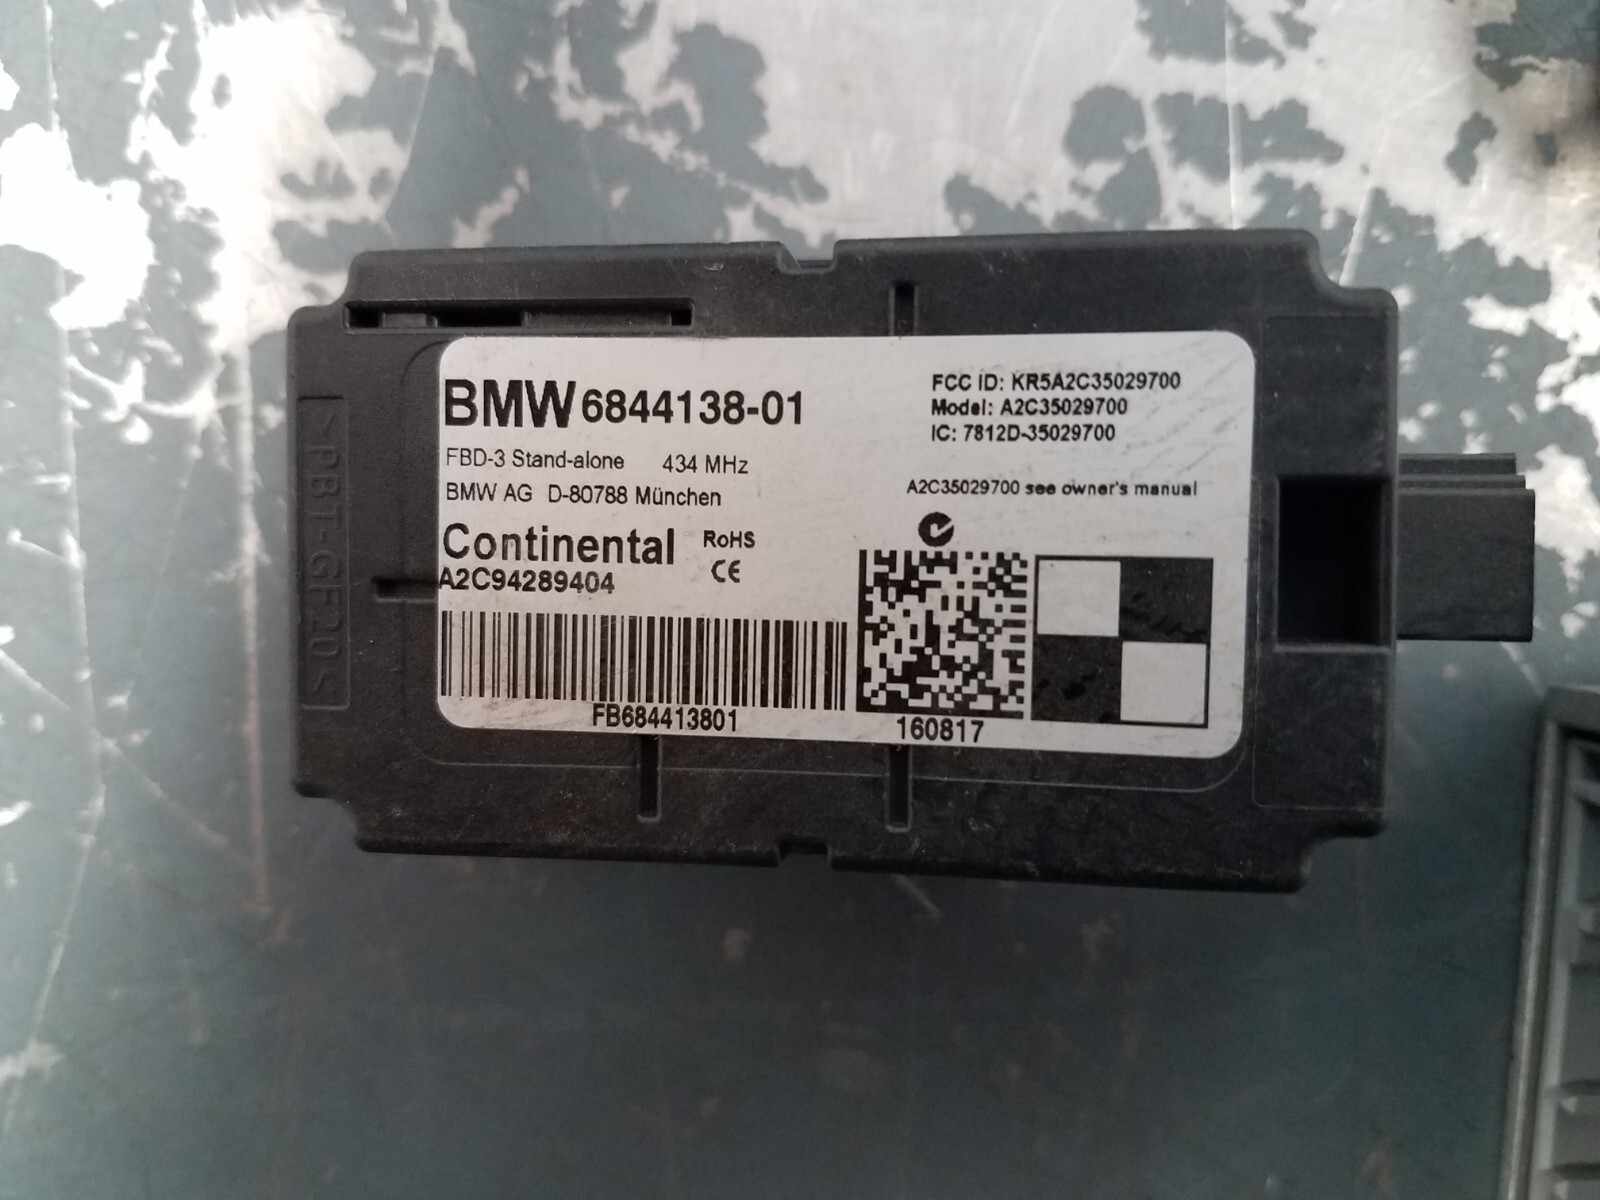 BMW 6844138-01
FBD-3 Stand-alone 434 MHz
BMW AG D-80788 München
Continental RoHS
CE
A2C94289404
FB684413801
FCC ID: KR5A2C35029700
Model: A2C35029700
IC: 7812D-35029700
A2C35029700 see owner's manual
160817
>PBT-GF20<